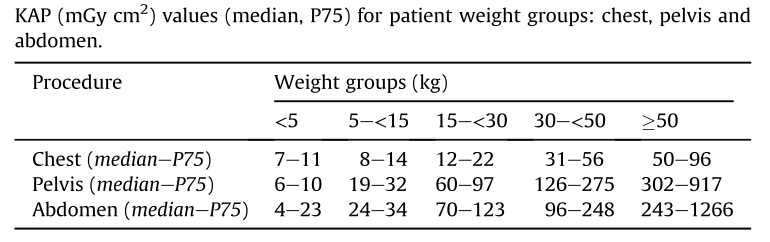 KAP (mGy cm²) values (median, P75) for patient weight groups: chest, pelvis and
abdomen.
Procedure Weight groups (kg)
<5 5–<15 15–<30 30–<50 ≥50
Chest (median–P75) 7–11 8–14 12–22 31–56 50–96
Pelvis (median–P75) 6–10 19–32 60–97 126–275 302–917
Abdomen (median–P75) 4–23 24–34 70–123 96–248 243–1266